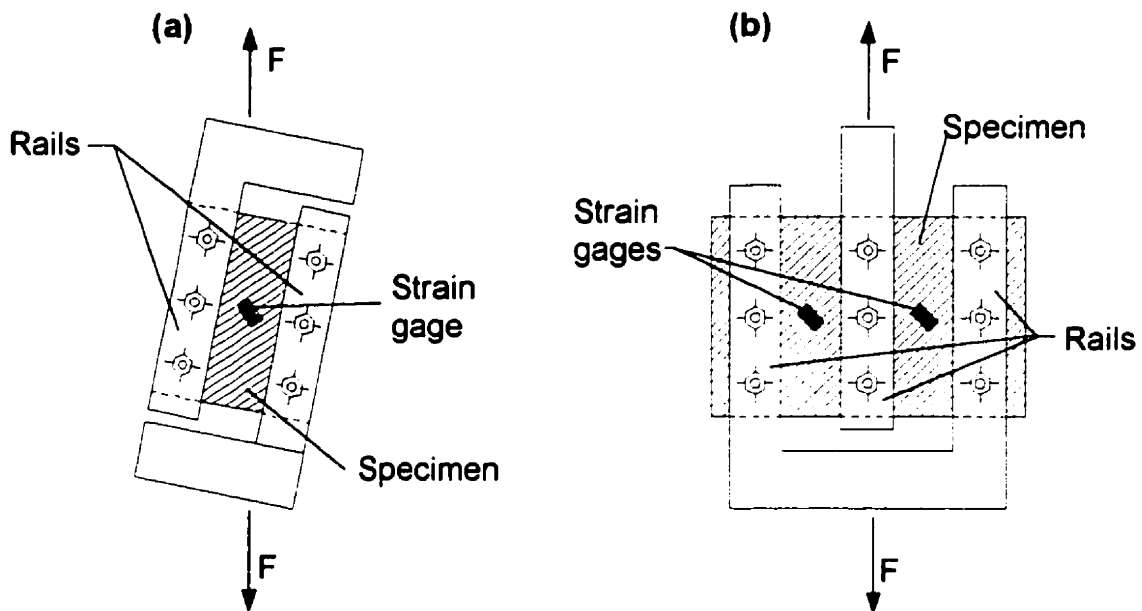 (a)
F
Rails
Strain
gage
Specimen
F
(b)
F
Specimen
Strain
gages
Rails
F